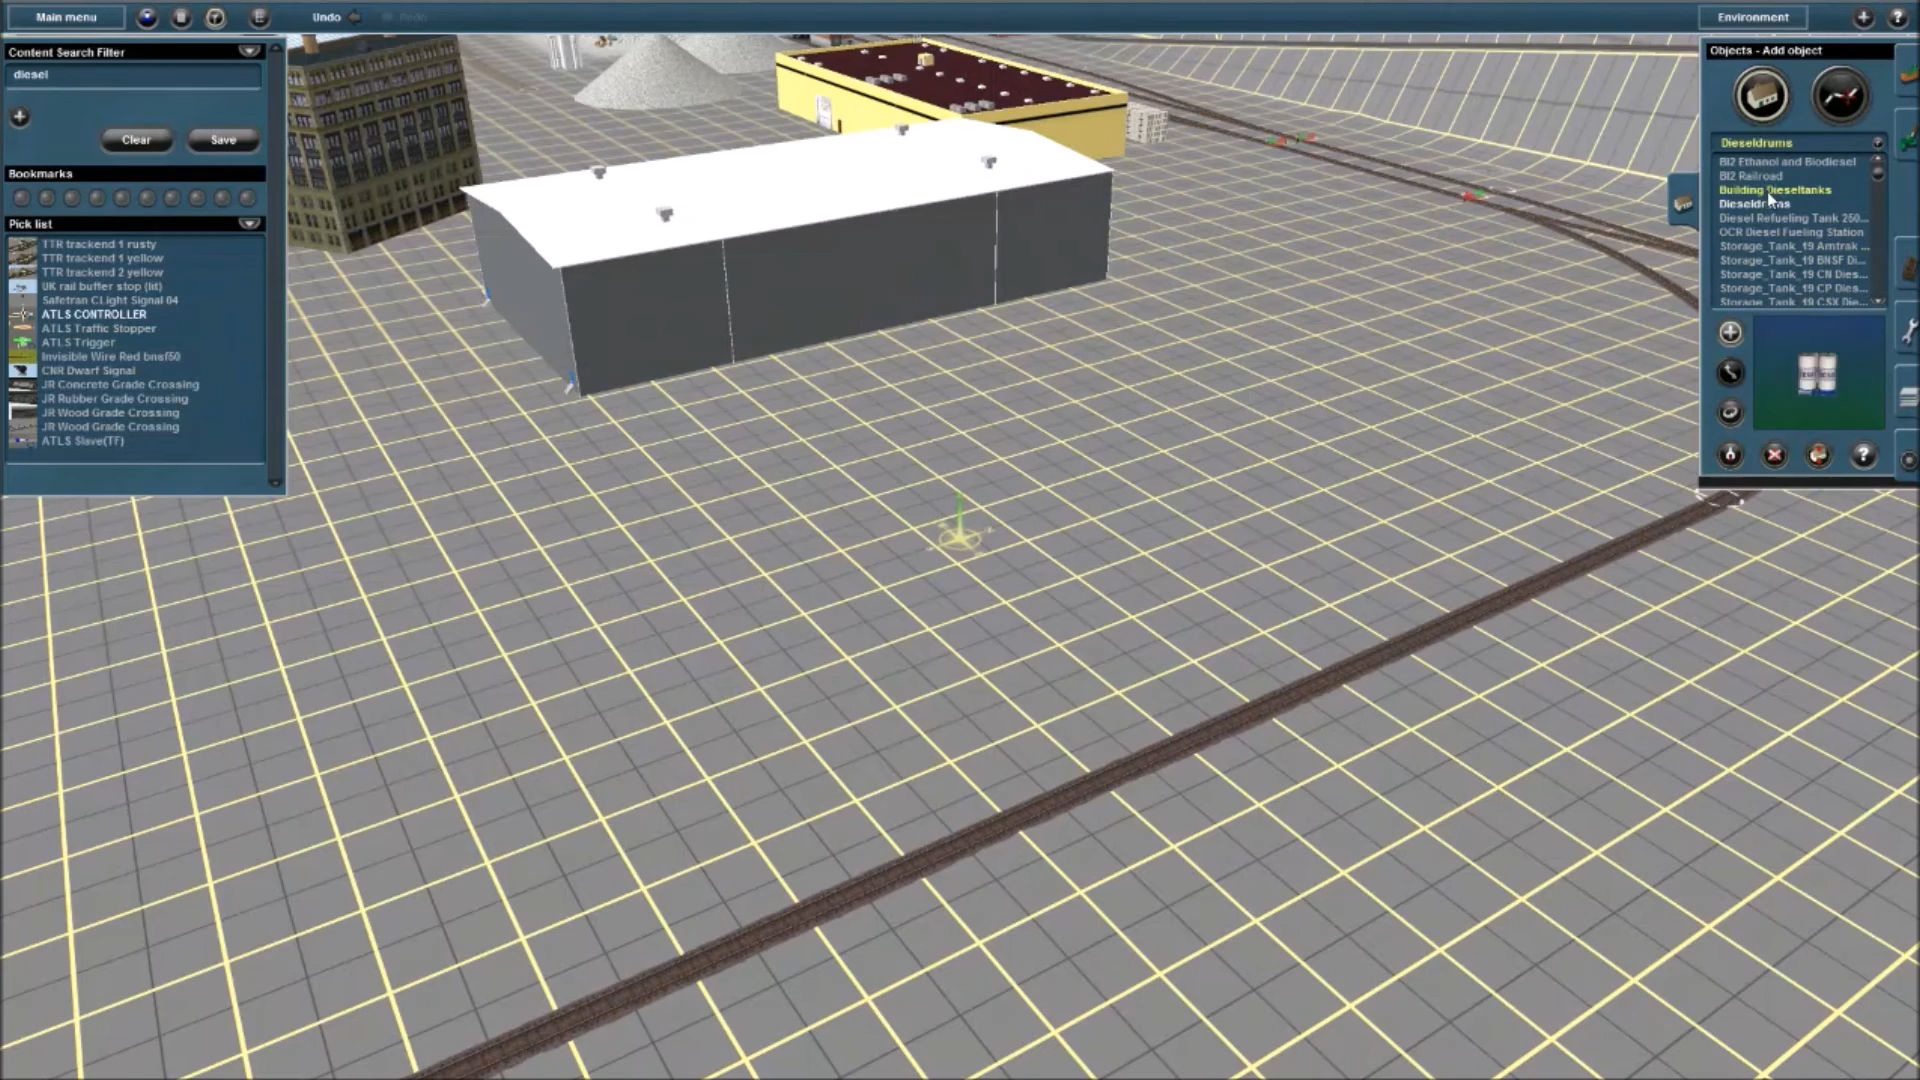 Main menu
Undo
Redo
Environment
Content Search Filter
diesel
Clear
Save
Bookmarks
Pick list
TTR trackend 1 rusty
TTR trackend 1 yellow
TTR trackend 2 yellow
UK rail buffer stop (lit)
Safetran CLight Signal 04
ATLS CONTROLLER
ATLS Traffic Stopper
ATLS Trigger
Invisible Wire Red bnsf50
CNR Dwarf Signal
JR Concrete Grade Crossing
JR Rubber Grade Crossing
JR Wood Grade Crossing
JR Wood Grade Crossing
ATLS Slave(TF)
Objects - Add object
Dieseldrums
BI2 Ethanol and Biodiesel
BI2 Railroad
Building Dieseltanks
Dieseldrums
Diesel Refueling Tank 250...
OCR Diesel Fueling Station
Storage_Tank_19 Amtrak ...
Storage_Tank_19 BNSF Di...
Storage_Tank_19 CN Dies...
Storage_Tank_19 CP Dies...
Storage_Tank_19 CSX Die...